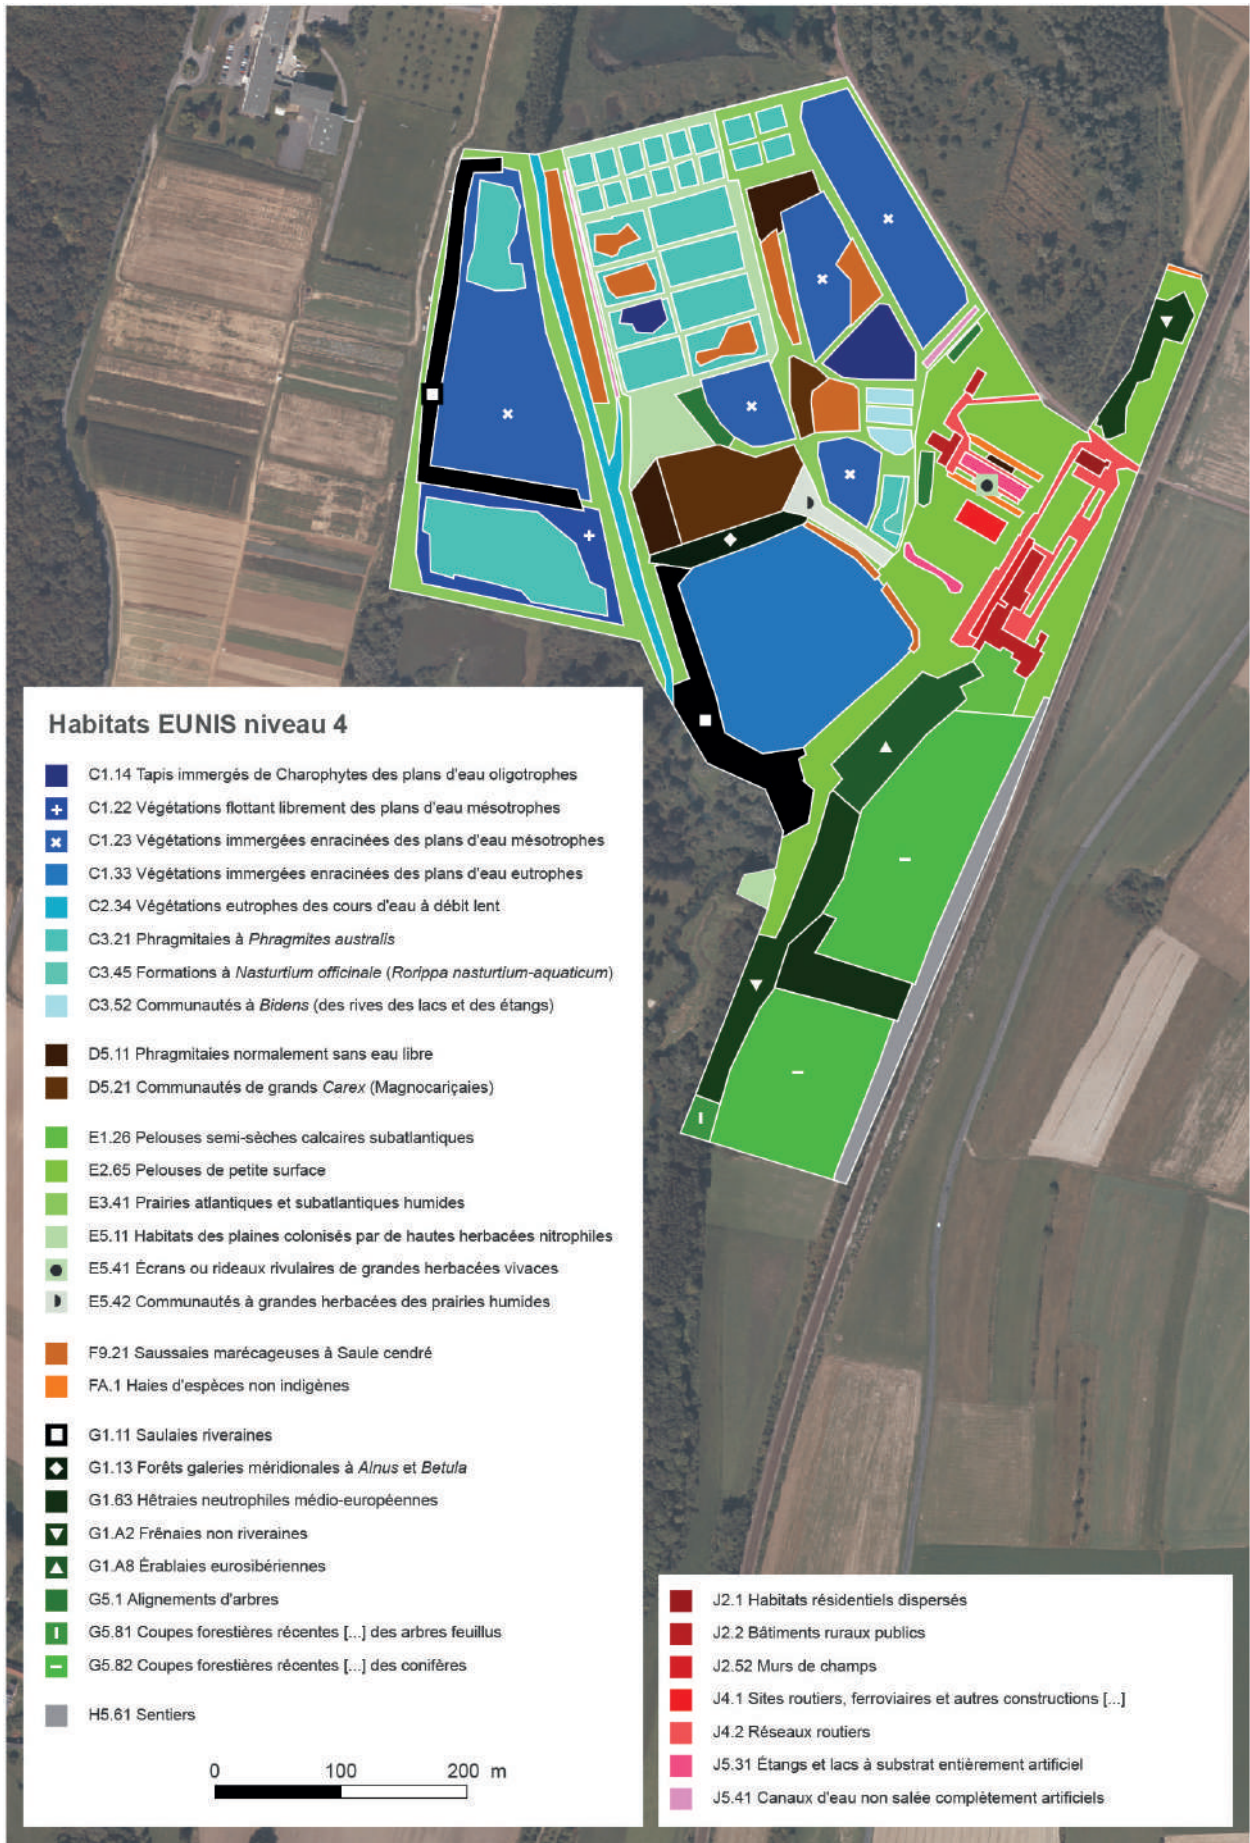 Habitats EUNIS niveau 4
C1.14 Tapis immergés de Charophytes des plans d'eau oligotrophes
C1.22 Végétations flottant librement des plans d'eau mésotrophes
C1.23 Végétations immergées enracinées des plans d'eau mésotrophes
C1.33 Végétations immergées enracinées des plans d'eau eutrophes
C2.34 Végétations eutrophes des cours d'eau à débit lent
C3.21 Phragmitaies à Phragmites australis
C3.45 Formations à Nasturtium officinale (Rorippa nasturtium-aquaticum)
C3.52 Communautés à Bidens (des rives des lacs et des étangs)
D5.11 Phragmitaies normalement sans eau libre
D5.21 Communautés de grands Carex (Magnocariçaies)
E1.26 Pelouses semi-sèches calcaires subatlantiques
E2.65 Pelouses de petite surface
E3.41 Prairies atlantiques et subatlantiques humides
E5.11 Habitats des plaines colonisés par de hautes herbacées nitrophiles
E5.41 Écrans ou rideaux rivulaires de grandes herbacées vivaces
E5.42 Communautés à grandes herbacées des prairies humides
F9.21 Saussaies marécageuses à Saule cendré
FA.1 Haies d'espèces non indigènes
G1.11 Saulaies riveraines
G1.13 Forêts galeries méridionales à Alnus et Betula
G1.63 Hêtraies neutrophiles médio-européennes
G1.A2 Frênaies non riveraines
G1.A8 Érablaies eurosibériennes
G5.1 Alignements d'arbres
G5.81 Coupes forestières récentes [...] des arbres feuillus
G5.82 Coupes forestières récentes [...] des conifères
H5.61 Sentiers
0 100 200 m
J2.1 Habitats résidentiels dispersés
J2.2 Bâtiments ruraux publics
J2.52 Murs de champs
J4.1 Sites routiers, ferroviaires et autres constructions [...]
J4.2 Réseaux routiers
J5.31 Étangs et lacs à substrat entièrement artificiel
J5.41 Canaux d'eau non salée complètement artificiels